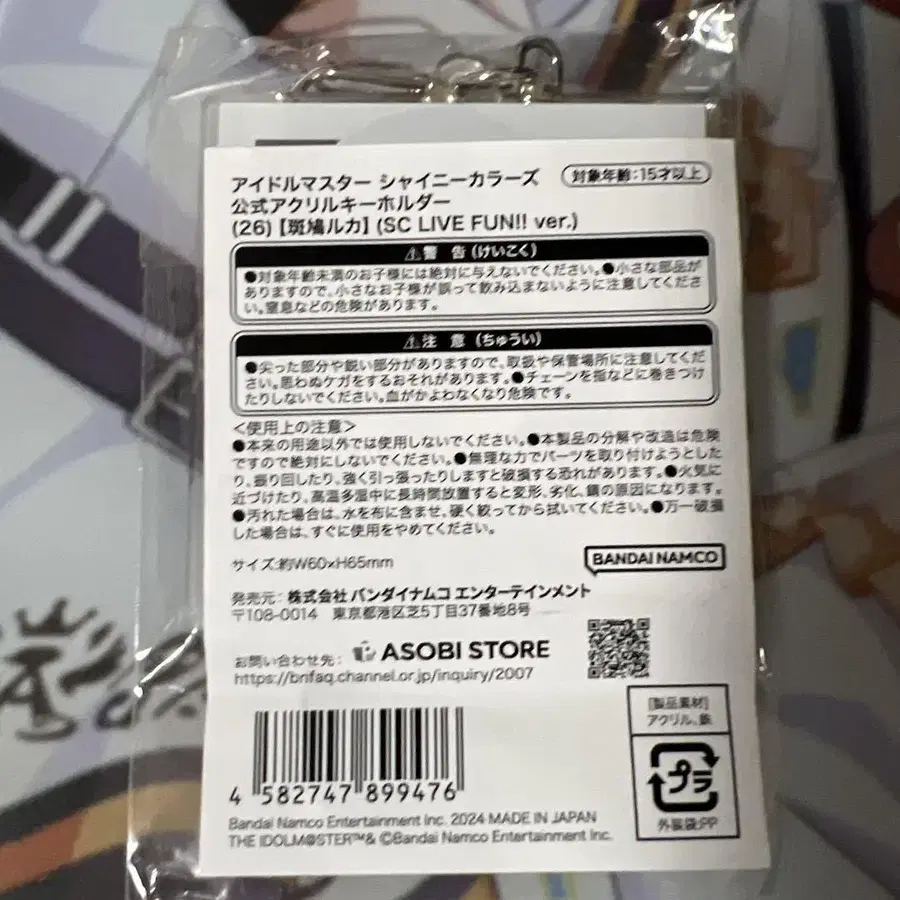 アイドルマスター シャイニーカラーズ
対象年齢:15才以上
公式アクリルキーホルダー
(26)【斑鳩ルカ】(SC LIVE FUN!! ver.)
⚠警 告(けいこく)
●対象年齢未満のお子様には絶対に与えないでください。●小さな部品が
ありますので、小さなお子様が誤って飲み込まないように注意してくださ
い。窒息などの危険があります。
⚠注 意(ちゅうい)
●尖った部分や鋭い部分がありますので、取扱や保管場所に注意してくだ
さい。思わぬケガをするおそれがあります。●チェーンを指などに巻きつけ
たりしないでください。血がかよわなくなり危険です。
<使用上の注意>
●本来の用途以外では使用しないでください。●本製品の分解や改造は危険
ですので絶対にしないでください。●無理な力でパーツを取り付けようとした
り、振り回したり、強く引っ張ったりしますと破損する恐れがあります。●火気に
近づけたり、高温多湿中に長時間放置すると変形、劣化、錆の原因になります。
●汚れた場合は、水を布に含ませ、硬く絞ってから拭いてください。●万一破損
した場合は、すぐに使用をやめてください。
サイズ:約W60×H65mm
BANDAI NAMCO
発売元:株式会社 バンダイナムコ エンターテインメント
〒108-0014 東京都港区芝5丁目37番地8号
お問い合わせ先: ASOBI STORE
https://bnfaq.channel.or.jp/inquiry/2007
[製品素材]
アクリル、鉄
プラ
外装袋:PP
4 582747 899476
Bandai Namco Entertainment Inc. 2024 MADE IN JAPAN
THE IDOLM@STER™& ©Bandai Namco Entertainment Inc.